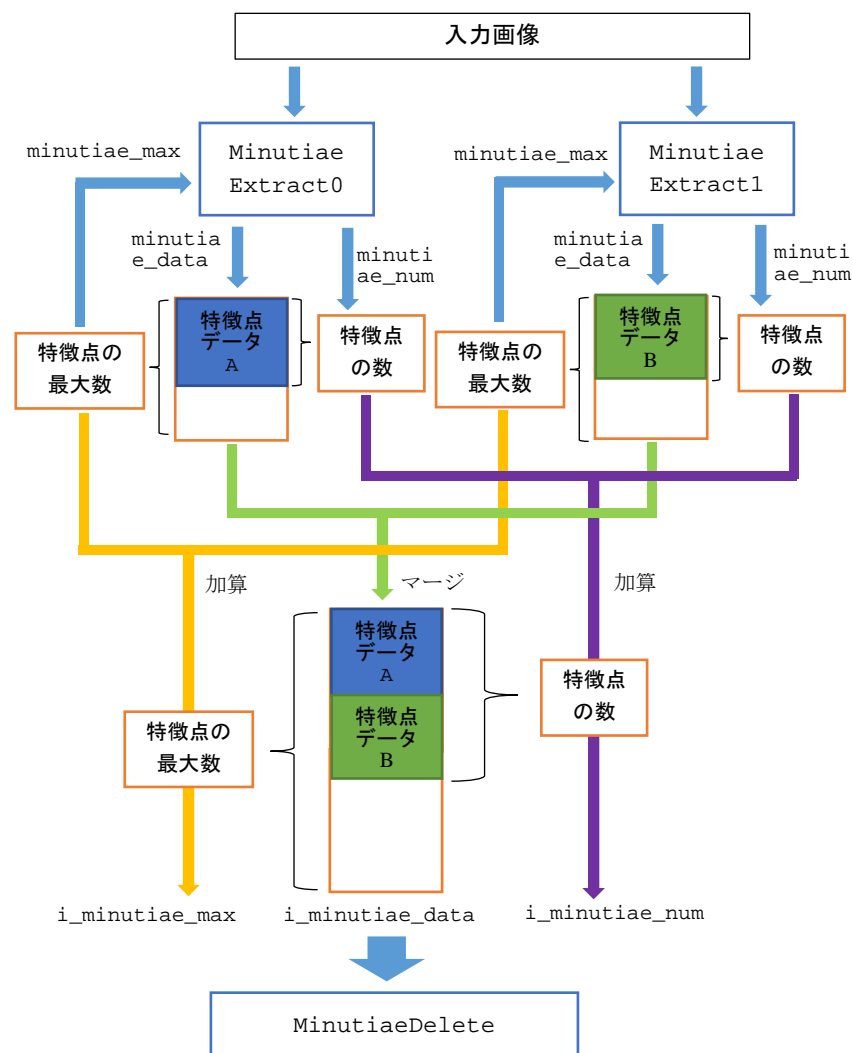 入力画像
minutiae_max
Minutiae
Extract0
minutiae_max
Minutiae
Extract1
minutia
e_data
minuti
ae_num
minutia
e_data
minuti
ae_num
特徴点の
最大数
特徴点
データ
A
特徴点
の数
特徴点の
最大数
特徴点
データ
B
特徴点
の数
加算
マージ
加算
特徴点
データ
A
特徴点
データ
B
特徴点の
最大数
特徴点
の数
i_minutiae_max
i_minutiae_data
i_minutiae_num
MinutiaeDelete